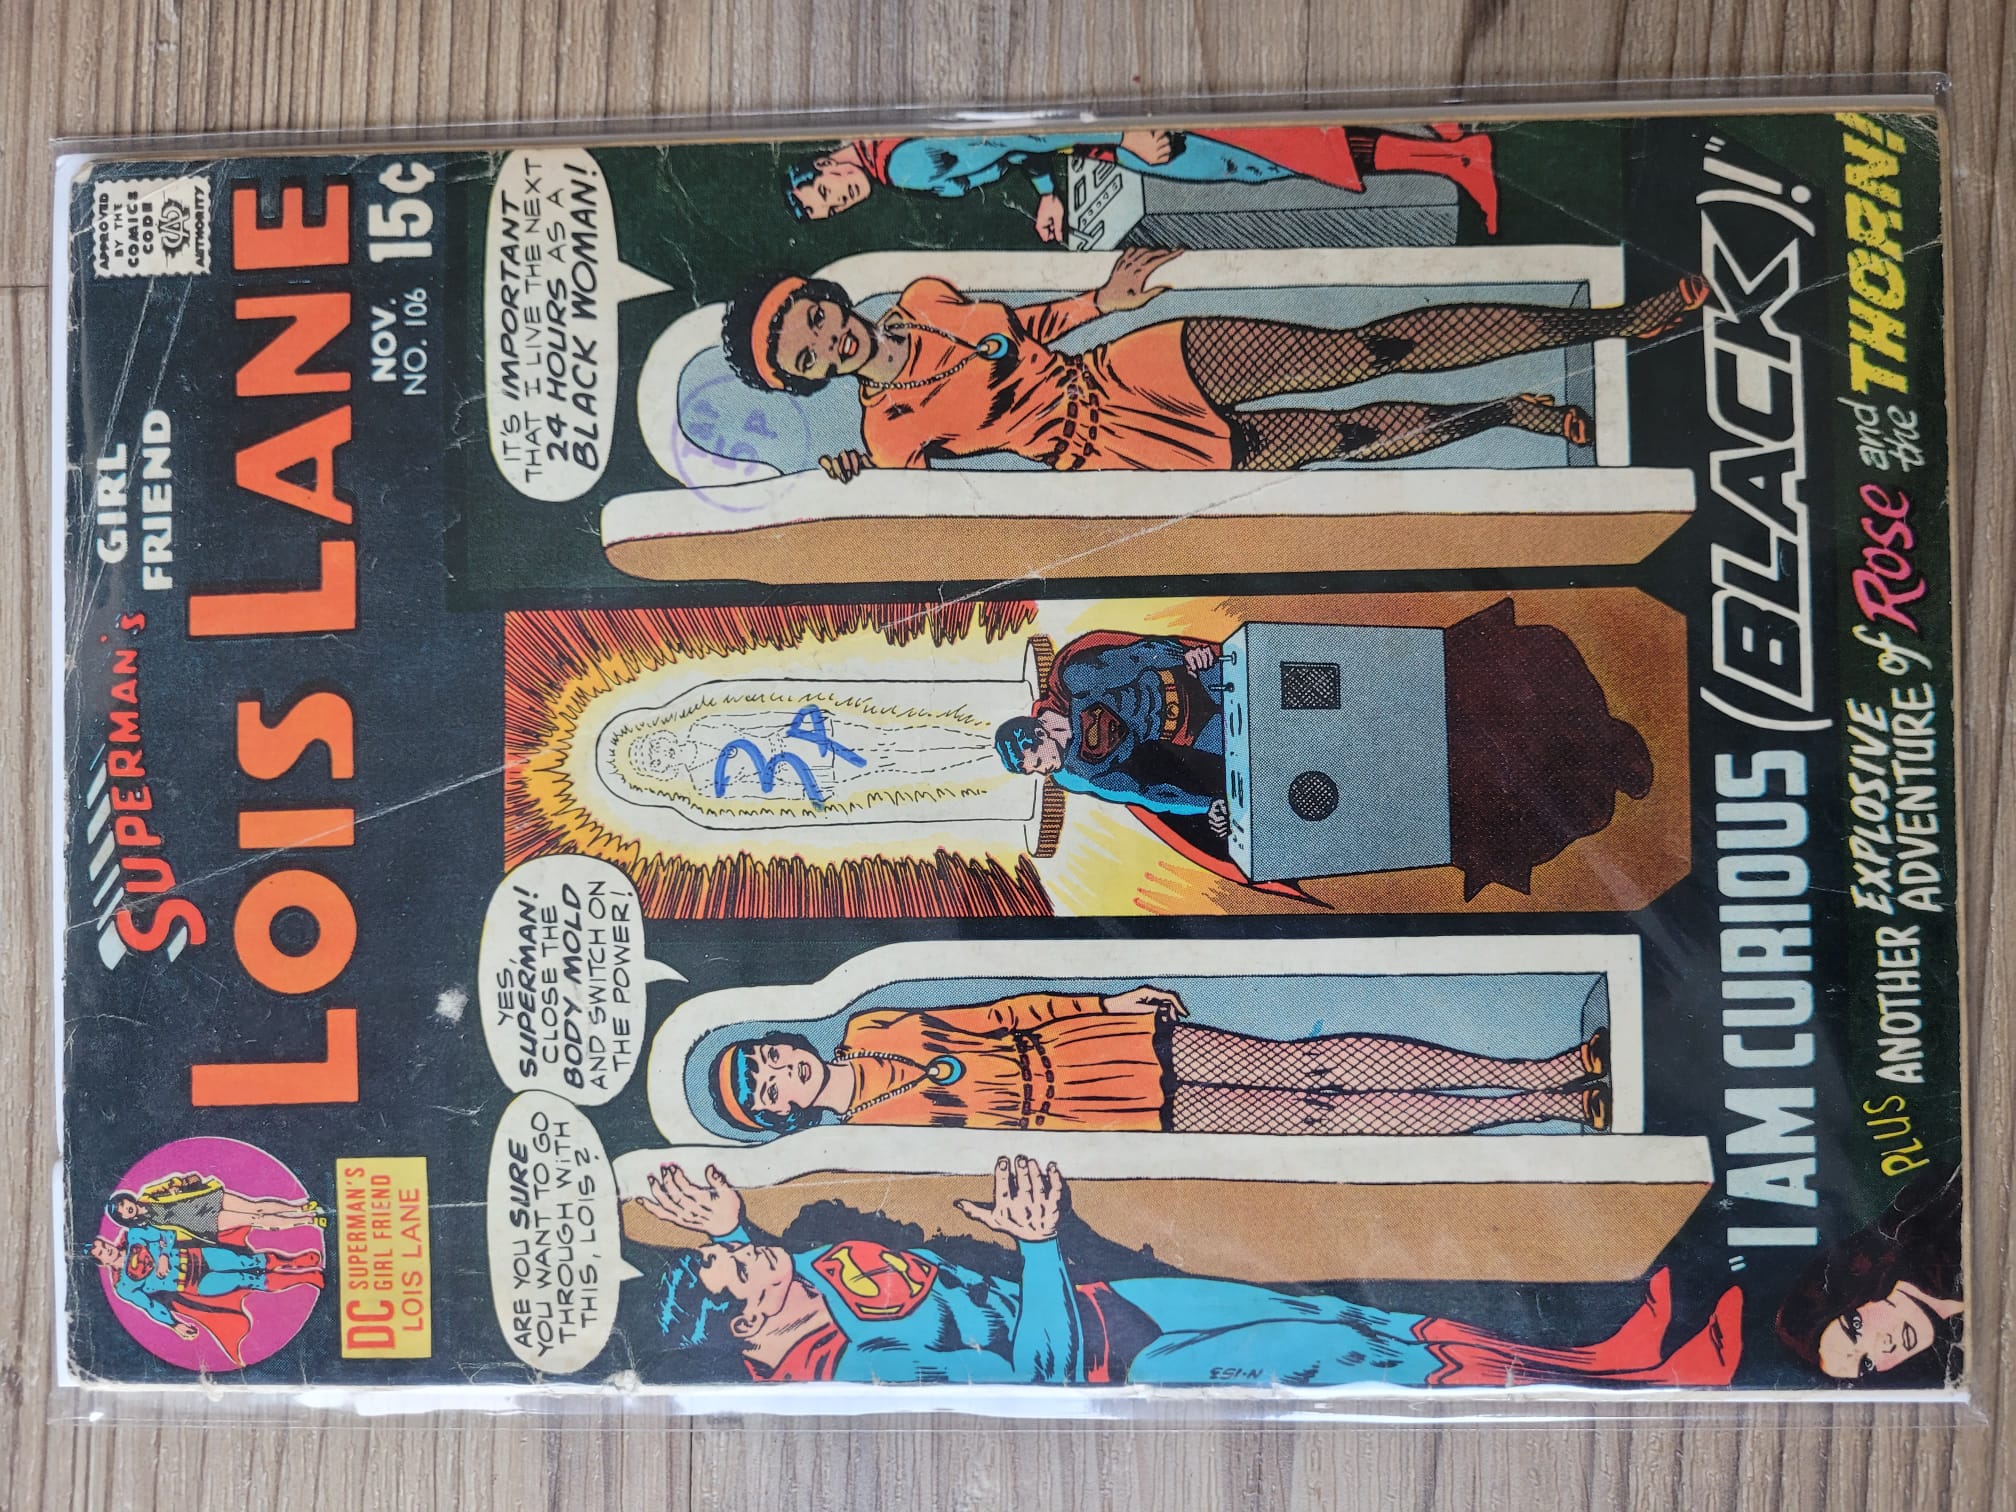 SUPERMAN'S
GIRL
FRIEND
LOIS LANE
APPROVED
BY THE
COMICS
CODE
CA
AUTHORITY
DC SUPERMAN'S
GIRL FRIEND
LOIS LANE
NOV.
NO. 106
15¢
ARE YOU SURE
YOU WANT TO GO
THROUGH WITH
THIS, LOIS?
YES,
SUPERMAN!
CLOSE THE
BODY MOLD
AND SWITCH ON
THE POWER!
IT'S IMPORTANT
THAT I LIVE THE NEXT
24 HOURS AS A
BLACK WOMAN!
3P
5P
N-153
"I AM CURIOUS (BLACK)!"
PLUS ANOTHER EXPLOSIVE
ADVENTURE of ROSE and
the THORN!